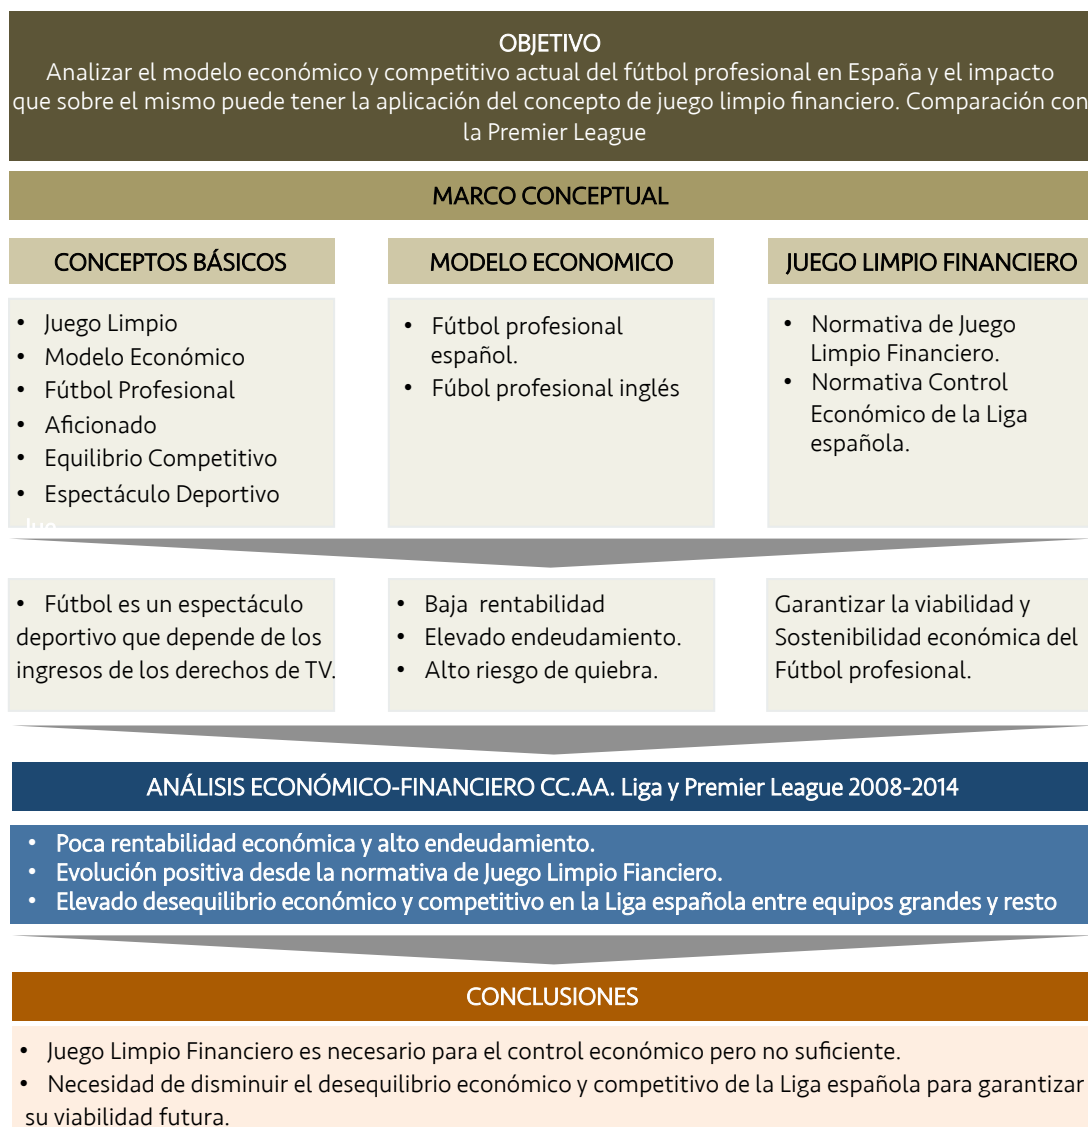 OBJETIVO
Analizar el modelo económico y competitivo actual del fútbol profesional en España y el impacto
que sobre el mismo puede tener la aplicación del concepto de juego limpio financiero. Comparación con
la Premier League
MARCO CONCEPTUAL
CONCEPTOS BÁSICOS
• Juego Limpio
• Modelo Económico
• Fútbol Profesional
• Aficionado
• Equilibrio Competitivo
• Espectáculo Deportivo
Jue
MODELO ECONOMICO
• Fútbol profesional
español.
• Fúbol profesional inglés
JUEGO LIMPIO FINANCIERO
• Normativa de Juego
Limpio Financiero.
• Normativa Control
Económico de la Liga
española.
• Fútbol es un espectáculo
deportivo que depende de los
ingresos de los derechos de TV.
• Baja rentabilidad
• Elevado endeudamiento.
• Alto riesgo de quiebra.
Garantizar la viabilidad y
Sostenibilidad económica del
Fútbol profesional.
ANÁLISIS ECONÓMICO-FINANCIERO CC.AA. Liga y Premier League 2008-2014
• Poca rentabilidad económica y alto endeudamiento.
• Evolución positiva desde la normativa de Juego Limpio Fianciero.
• Elevado desequilibrio económico y competitivo en la Liga española entre equipos grandes y resto
CONCLUSIONES
• Juego Limpio Financiero es necesario para el control económico pero no suficiente.
• Necesidad de disminuir el desequilibrio económico y competitivo de la Liga española para garantizar
su viabilidad futura.